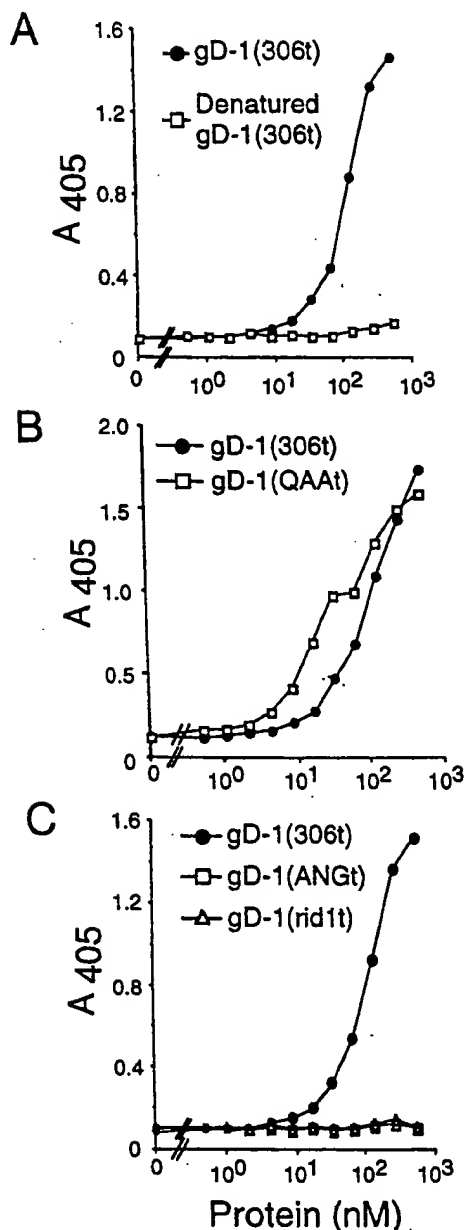 A
1.6
gD-1(306t)
Denatured
gD-1(306t)
1.2
0.8
0.4
0
A 405
0 10⁰ 10¹ 10² 10³
B
2.0
gD-1(306t)
gD-1(QAAt)
1.5
1.0
0.5
0
A 405
0 10⁰ 10¹ 10² 10³
C
1.6
gD-1(306t)
gD-1(ANGt)
gD-1(rid1t)
1.2
0.8
0.4
0
A 405
0 10⁰ 10¹ 10² 10³
Protein (nM)